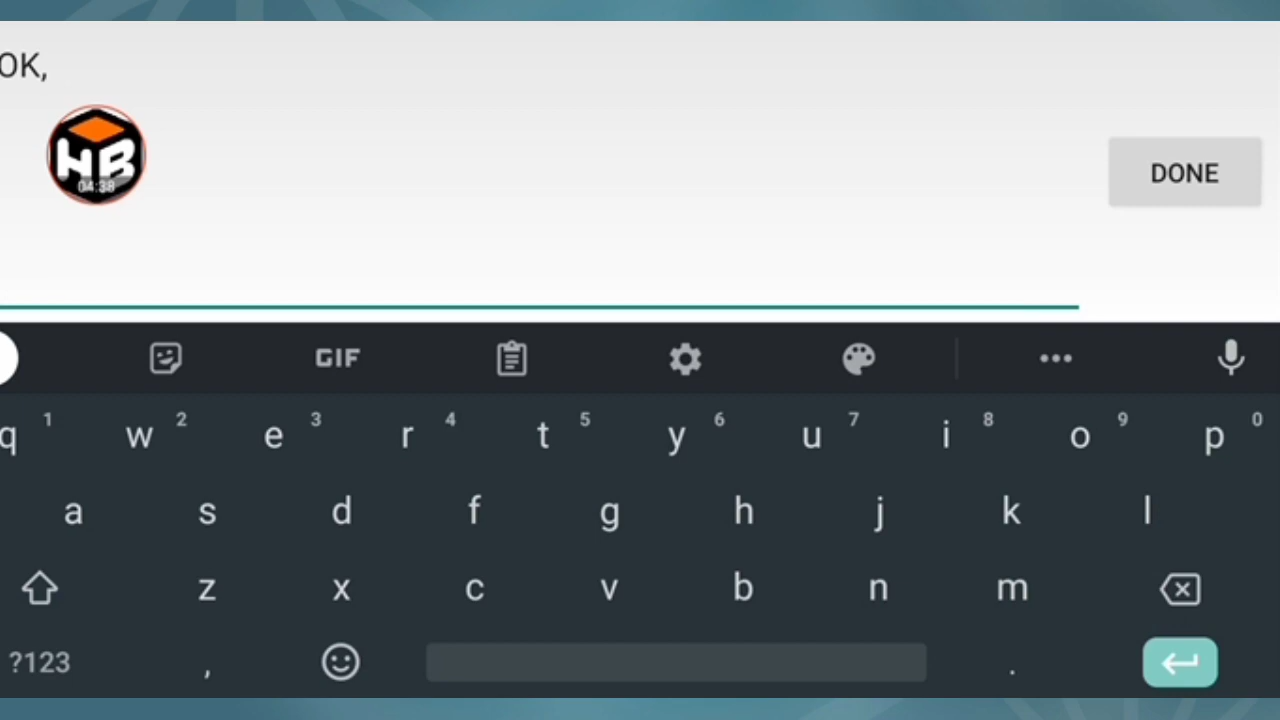 OK,
HB
04:38
DONE
GIF
q 1 w 2 e 3 r 4 t 5 y 6 u 7 i 8 o 9 p 0
a s d f g h j k l
z x c v b n m
?123 , .